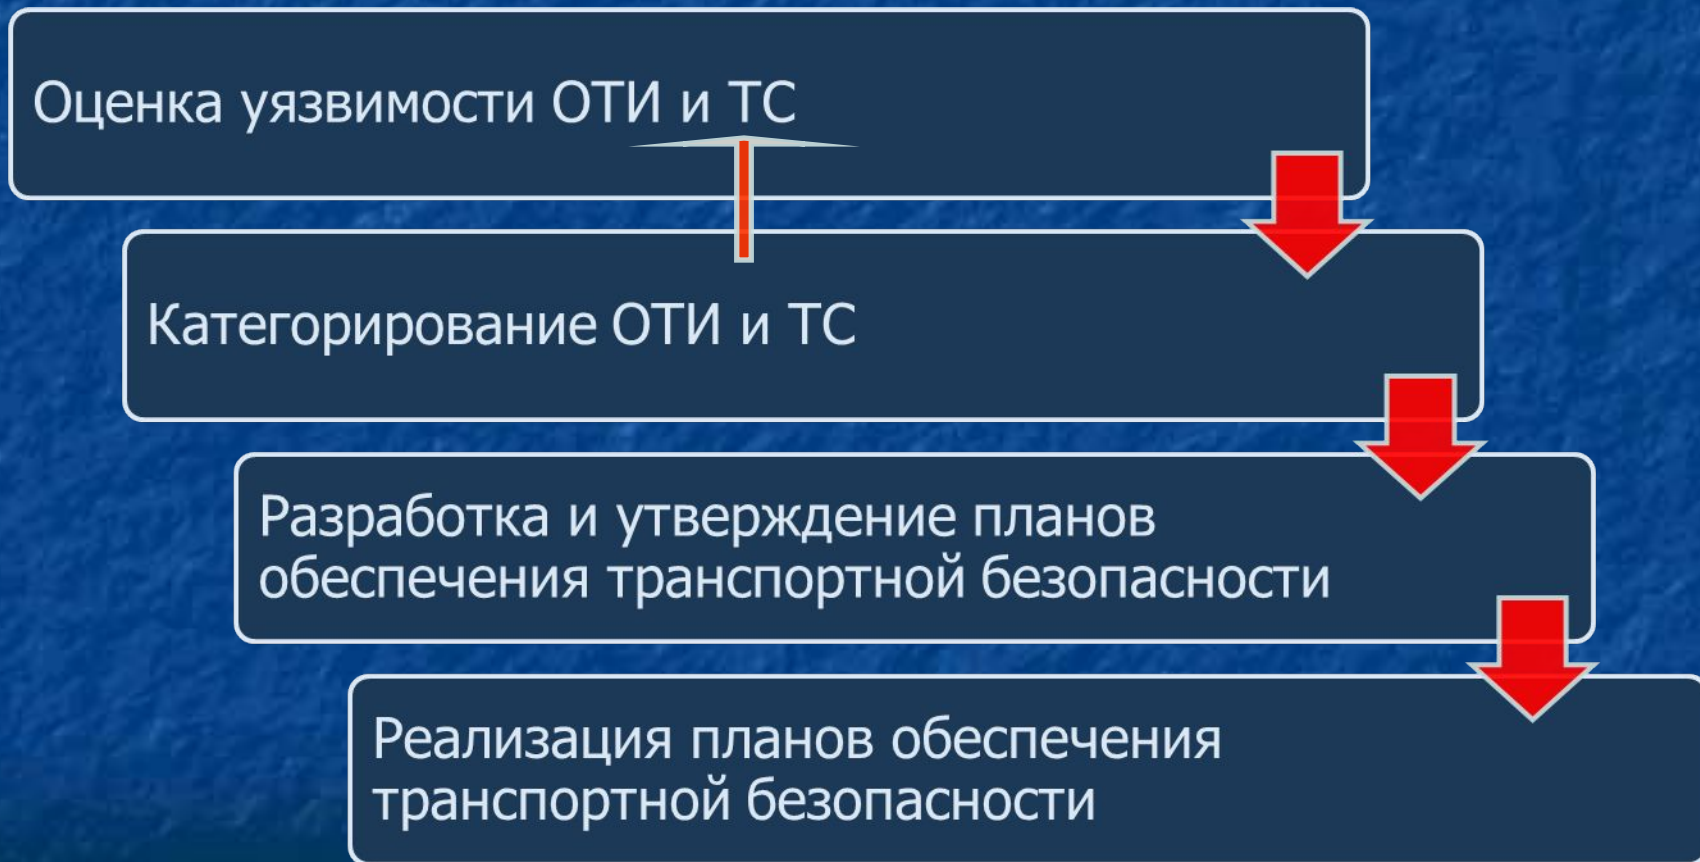 Оценка уязвимости ОТИ и ТС
Категорирование ОТИ и ТС
Разработка и утверждение планов
обеспечения транспортной безопасности
Реализация планов обеспечения
транспортной безопасности